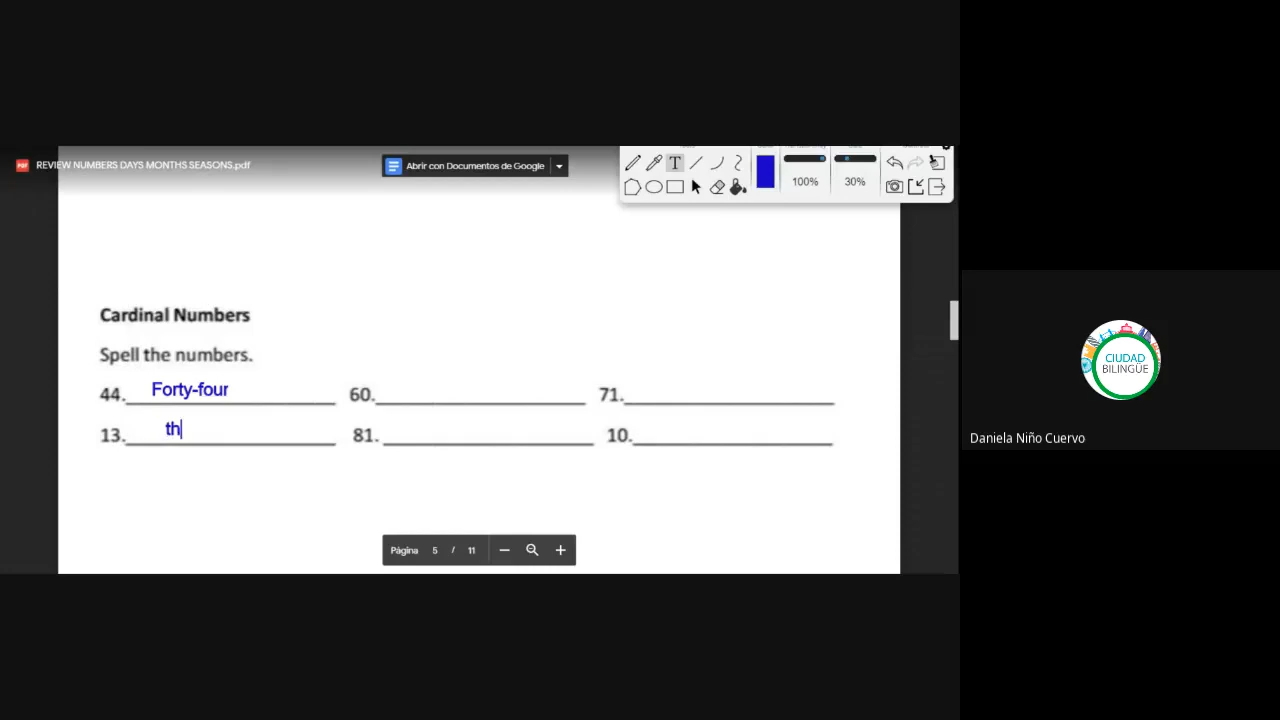 REVIEW NUMBERS DAYS MONTHS SEASONS.pdf
Abrir con Documentos de Google
100%
30%
Cardinal Numbers
Spell the numbers.
44. Forty-four 60. 71.
13. th 81. 10.
CIUDAD
BILINGÜE
Daniela Niño Cuervo
Página 5 / 11